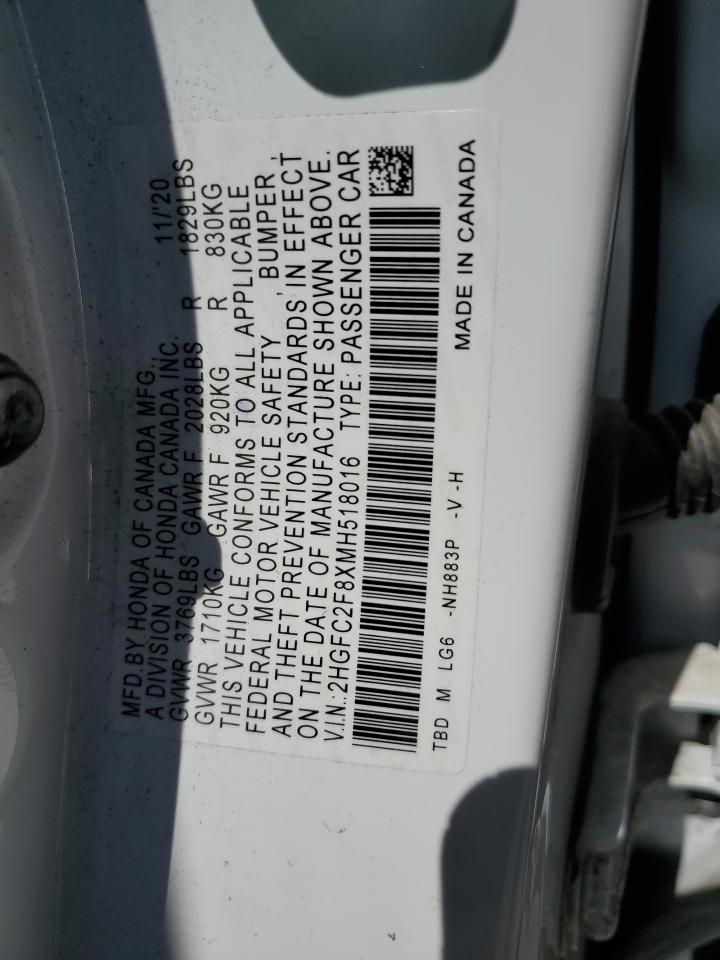 MFD.BY HONDA OF CANADA MFG., 11/'20
A DIVISION OF HONDA CANADA INC.
GVWR 3769LBS GAWR F 2028LBS R 1829LBS
GVWR 1710KG GAWR F 920KG R 830KG
THIS VEHICLE CONFORMS TO ALL APPLICABLE
FEDERAL MOTOR VEHICLE SAFETY , BUMPER ,
AND THEFT PREVENTION STANDARDS IN EFFECT
ON THE DATE OF MANUFACTURE SHOWN ABOVE.
V.I.N.:2HGFC2F8XMH518016 TYPE: PASSENGER CAR
TBD M LG6 -NH883P -V -H MADE IN CANADA